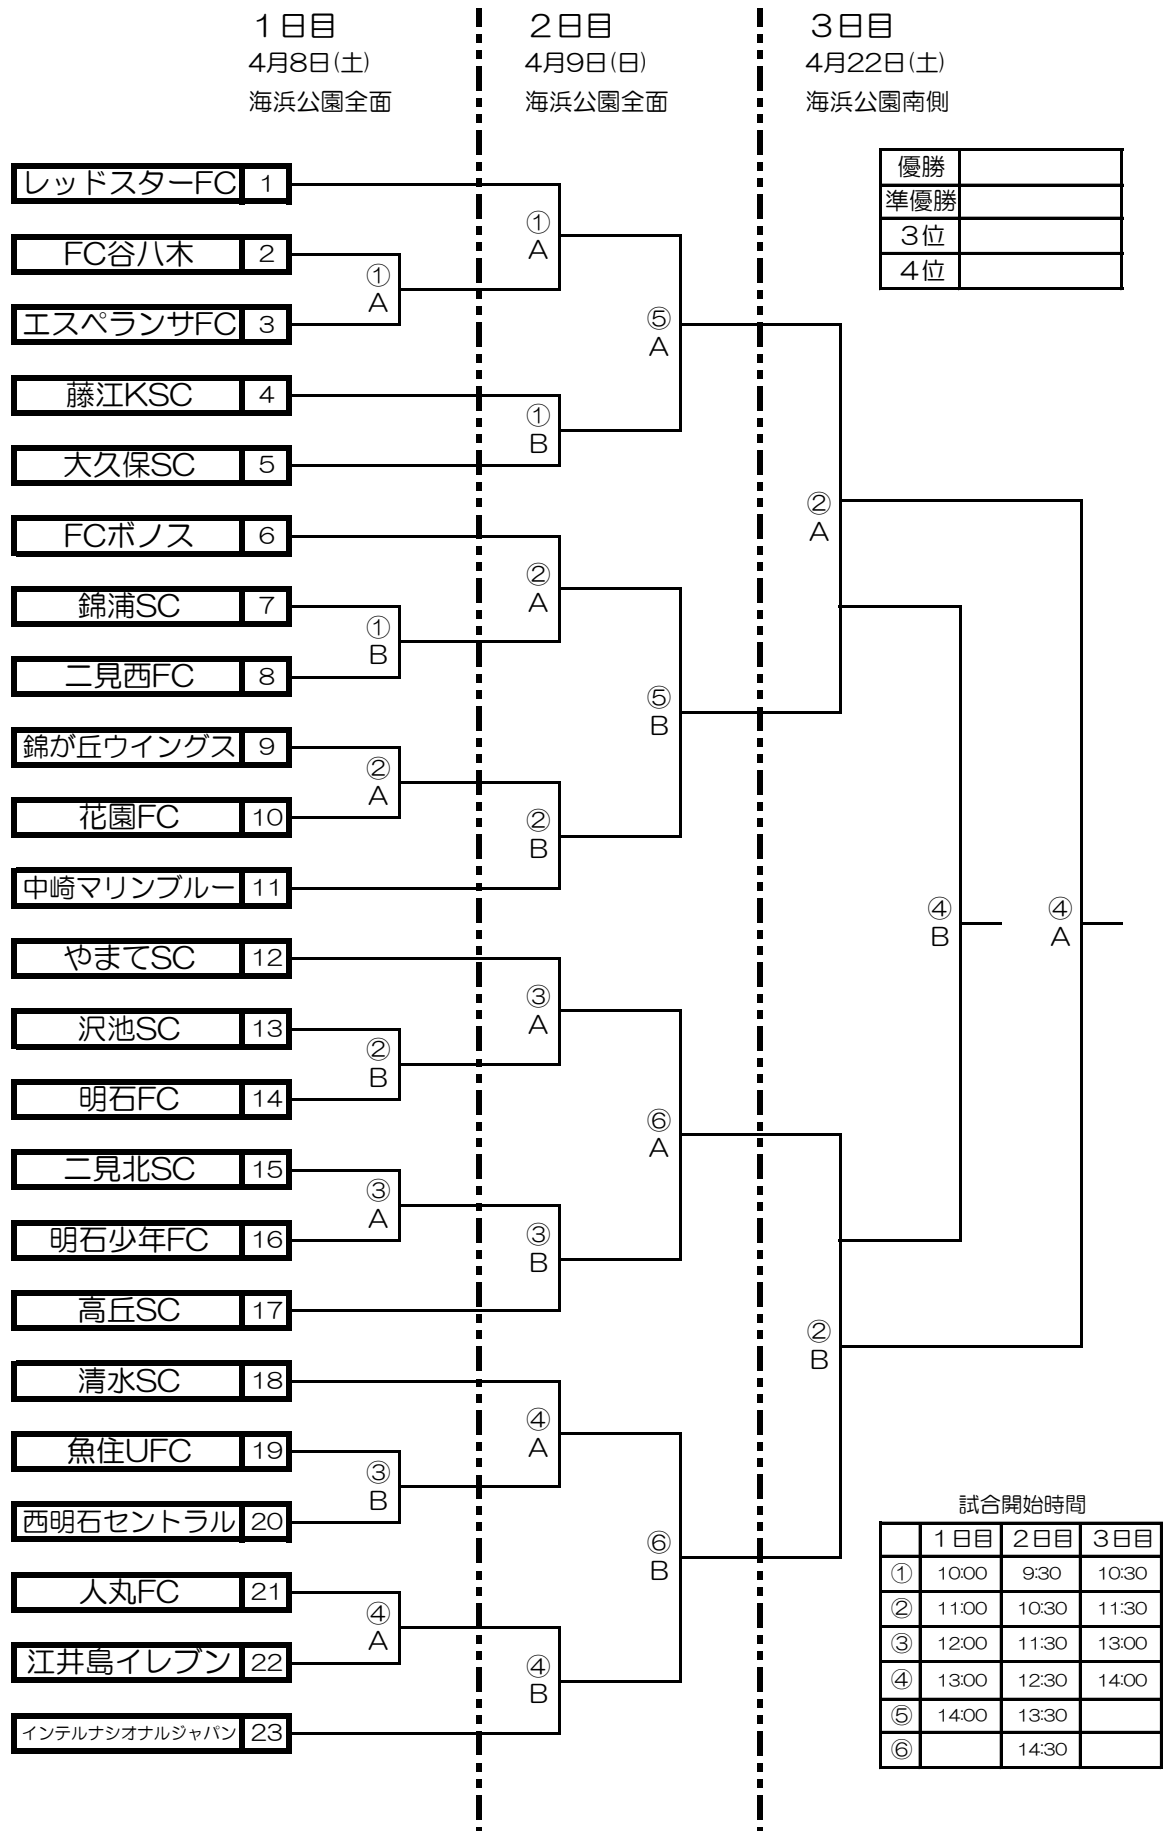 １日目 ２日目 ３日目
4月8日(土) 4月9日(日) 4月22日(土)
海浜公園全面 海浜公園全面 海浜公園南側
優勝
準優勝
３位
４位
レッドスターFC 1
FC谷八木 2
エスペランサFC 3
藤江KSC 4
大久保SC 5
FCボノス 6
錦浦SC 7
二見西FC 8
錦が丘ウイングス 9
花園FC 10
中崎マリンブルー 11
やまてSC 12
沢池SC 13
明石FC 14
二見北SC 15
明石少年FC 16
高丘SC 17
清水SC 18
魚住UFC 19
西明石セントラル 20
人丸FC 21
江井島イレブン 22
インテルナシオナルジャパン 23
①
A
①
B
②
A
②
B
③
A
③
B
④
A
①
A
①
B
②
A
②
B
③
A
③
B
④
A
④
B
⑤
A
⑤
B
⑥
A
⑥
B
②
A
②
B
④
B
④
A
試合開始時間
１日目 ２日目 ３日目
① 10:00 9:30 10:30
② 11:00 10:30 11:30
③ 12:00 11:30 13:00
④ 13:00 12:30 14:00
⑤ 14:00 13:30
⑥ 14:30